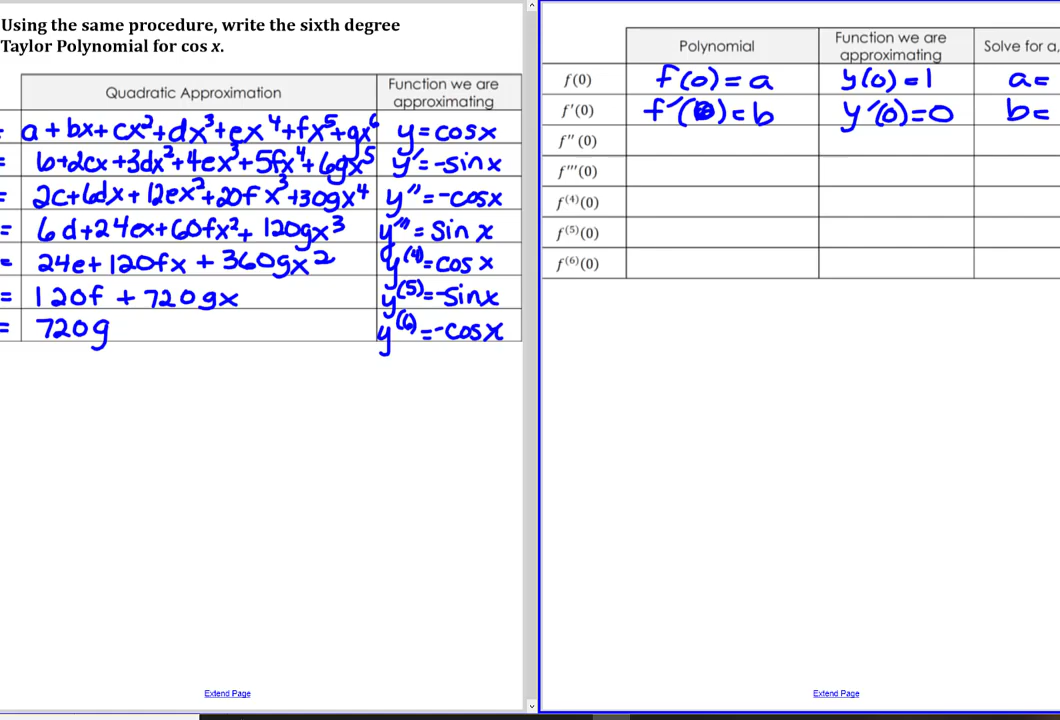 Using the same procedure, write the sixth degree
Taylor Polynomial for cos x.
Quadratic Approximation
Function we are approximating
= a + bx + cx² + dx³ + ex⁴ + fx⁵ + gx⁶
y = cos x
= b + 2cx + 3dx² + 4ex³ + 5fx⁴ + 6gx⁵
y' = -sin x
= 2c + 6dx + 12ex² + 20fx³ + 30gx⁴
y'' = -cos x
= 6d + 24ex + 60fx² + 120gx³
y''' = sin x
= 24e + 120fx + 360gx²
y⁽⁴⁾ = cos x
= 120f + 720gx
y⁽⁵⁾ = -sin x
= 720g
y⁽⁶⁾ = -cos x
Extend Page
Polynomial
Function we are approximating
Solve for a,
f(0)
f(0) = a
y(0) = 1
a =
f'(0)
f'(0) = b
y'(0) = 0
b =
f''(0)
f'''(0)
f⁽⁴⁾(0)
f⁽⁵⁾(0)
f⁽⁶⁾(0)
Extend Page